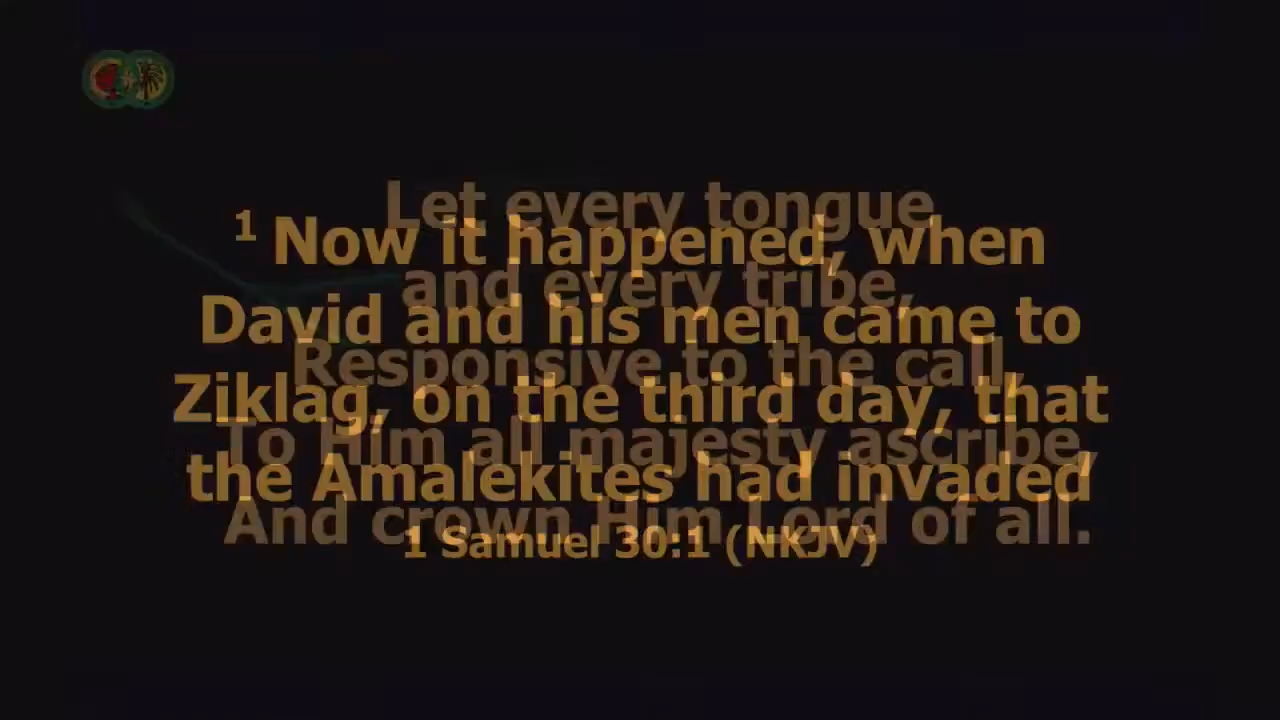 Let every tongue
and every tribe,
Responsive to the call,
To Him all majesty ascribe,
And crown Him Lord of all.
1 Now it happened, when
David and his men came to
Ziklag, on the third day, that
the Amalekites had invaded
1 Samuel 30:1 (NKJV)